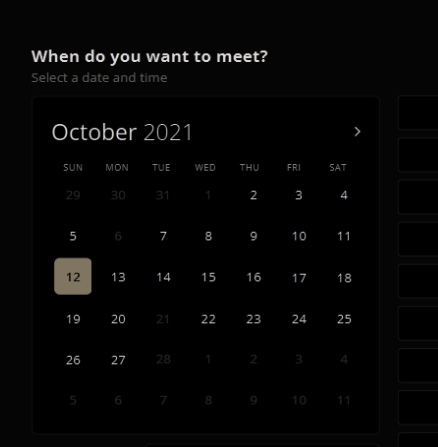 When do you want to meet?
Select a date and time
October 2021
SUN MON TUE WED THU FRI SAT
29 30 31 1 2 3 4
5 6 7 8 9 10 11
12 13 14 15 16 17 18
19 20 21 22 23 24 25
26 27 28 1 2 3 4
5 6 7 8 9 10 11